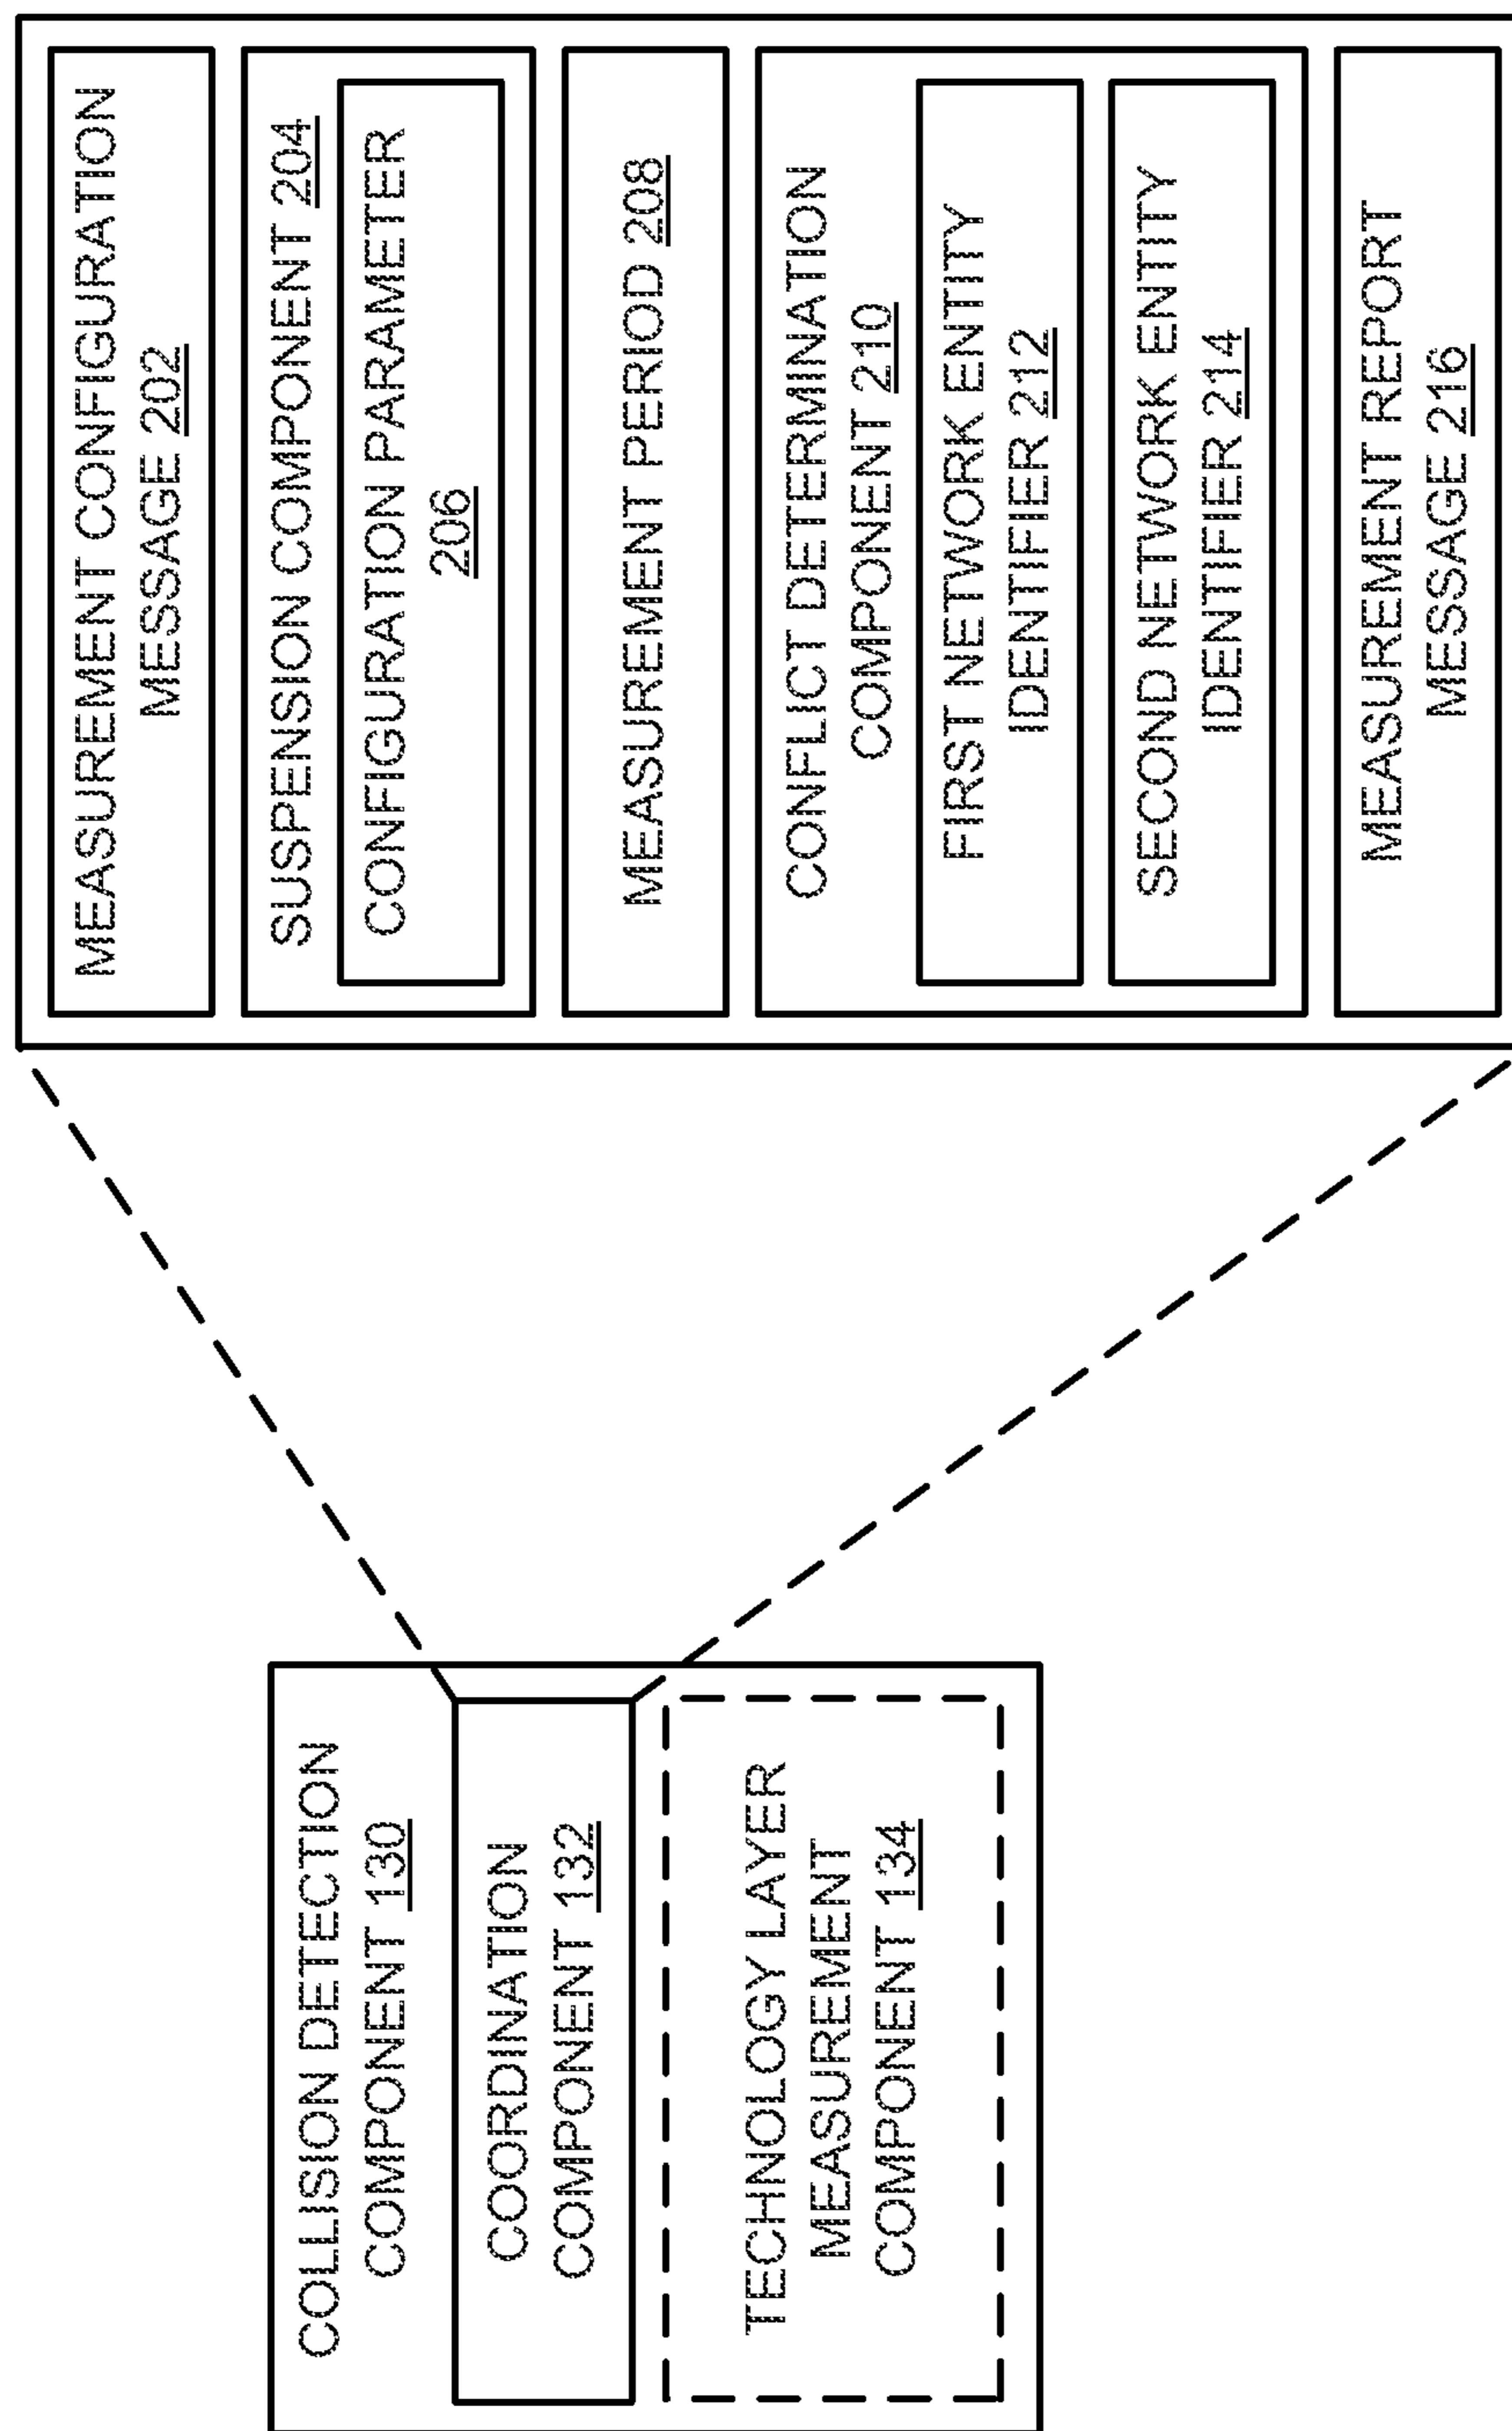 COLLISION DETECTION
COMPONENT 130
COORDINATION
COMPONENT 132
TECHNOLOGY LAYER
MEASUREMENT
COMPONENT 134
MEASUREMENT CONFIGURATION
MESSAGE 202
SUSPENSION COMPONENT 204
CONFIGURATION PARAMETER
206
MEASUREMENT PERIOD 208
CONFLICT DETERMINATION
COMPONENT 210
FIRST NETWORK ENTITY
IDENTIFIER 212
SECOND NETWORK ENTITY
IDENTIFIER 214
MEASUREMENT REPORT
MESSAGE 216